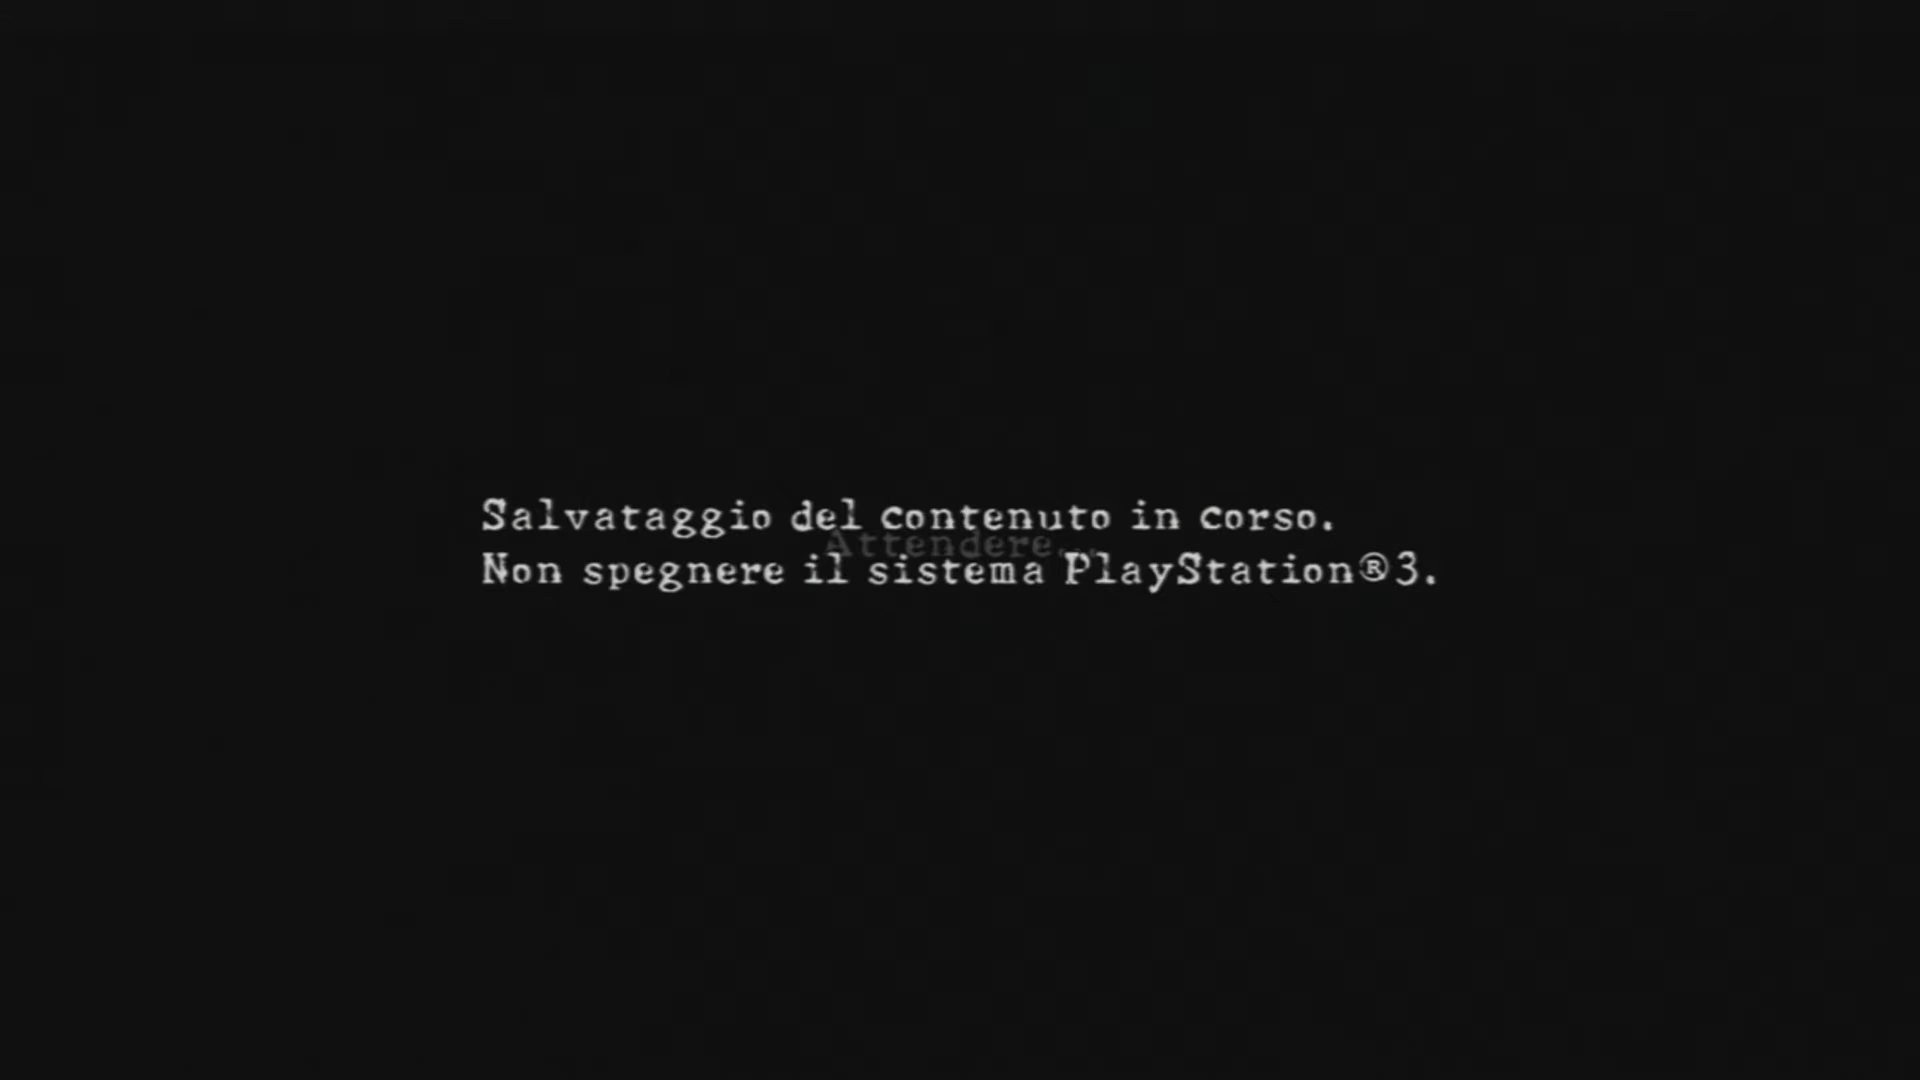 Salvataggio del contenuto in corso.
Attendere...
Non spegnere il sistema PlayStation®3.